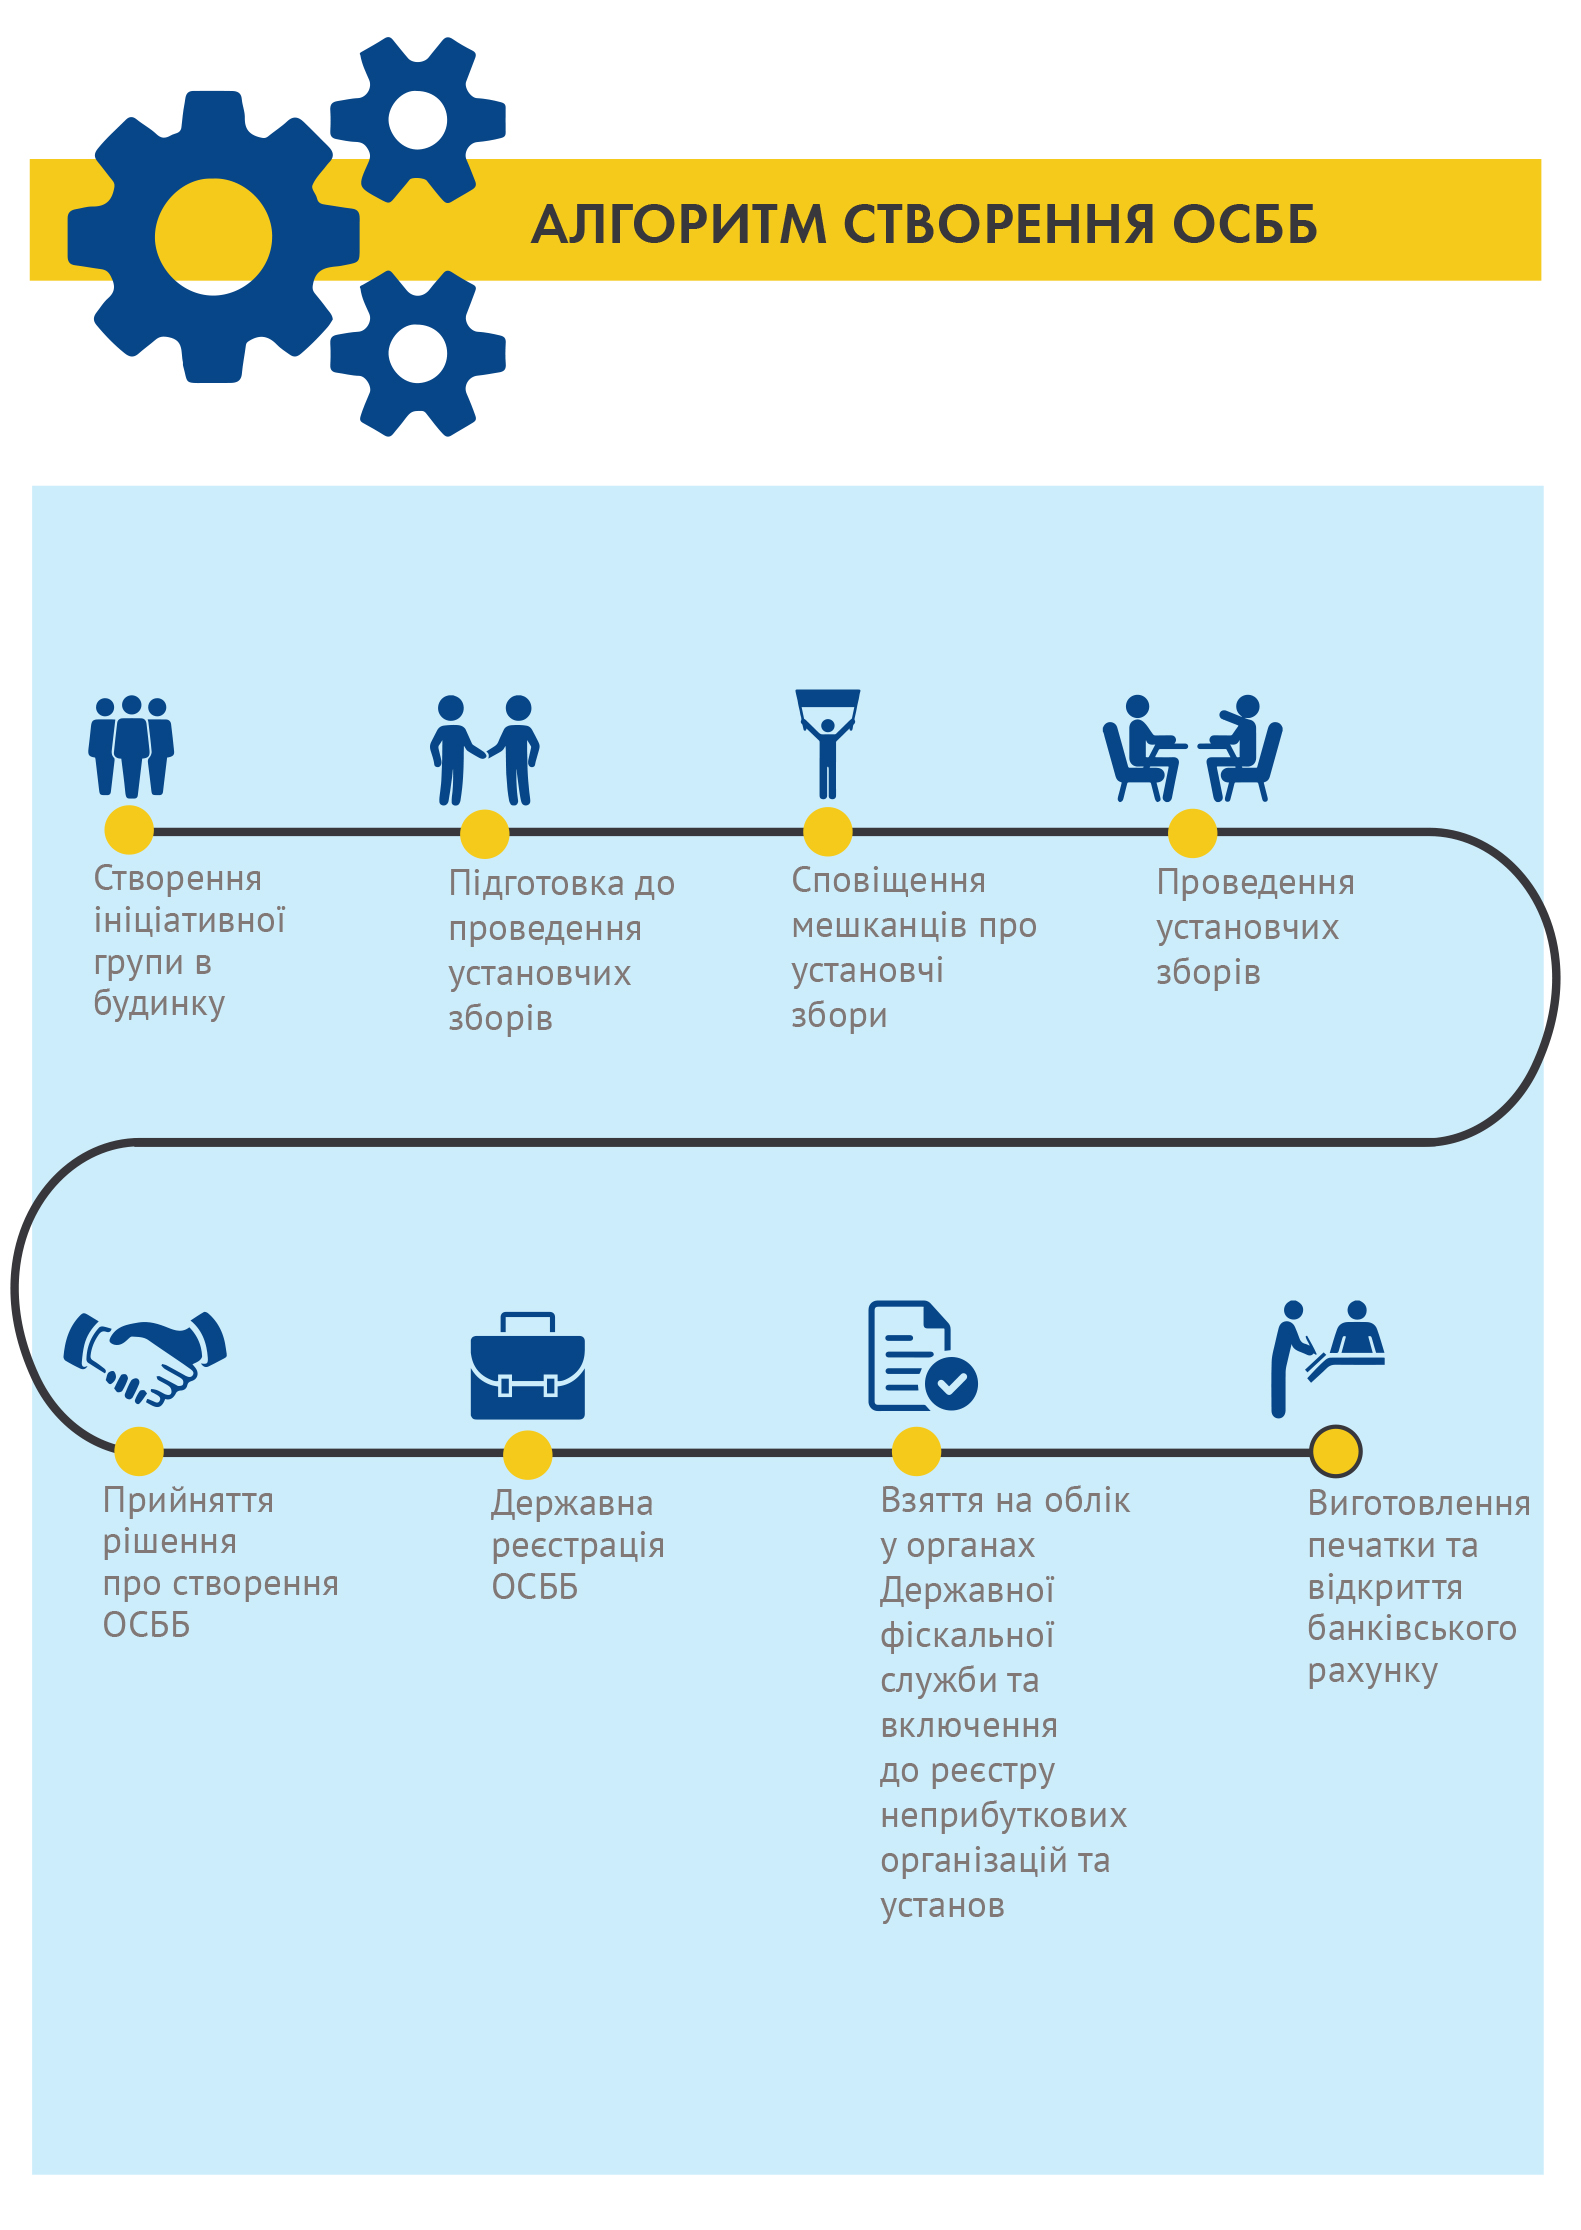 АЛГОРИТМ СТВОРЕННЯ ОСББ
Створення
ініціативної
групи в
будинку
Підготовка до
проведення
установчих
зборів
Сповіщення
мешканців про
установчі
збори
Проведення
установчих
зборів
Прийняття
рішення
про створення
ОСББ
Державна
реєстрація
ОСББ
Взяття на облік
у органах
Державної
фіскальної
служби та
включення
до реєстру
неприбуткових
організацій та
установ
Виготовлення
печатки та
відкриття
банківського
рахунку